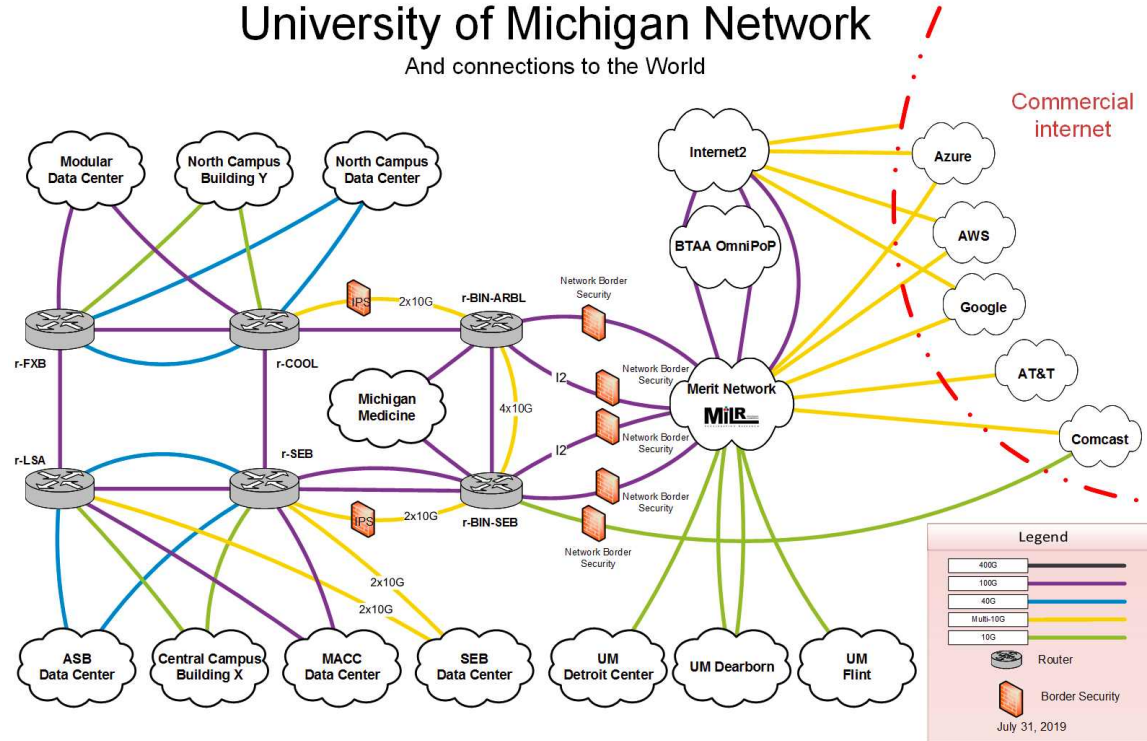 University of Michigan Network
And connections to the World
Commercial
internet
Modular
Data Center
North Campus
Building Y
North Campus
Data Center
Internet2
Azure
BTAA OmniPoP
AWS
Google
r-BIN-ARBL
Network Border
Security
IPS
2x10G
r-FXB
r-COOL
I2
Network Border
Security
Merit Network
MiLR
AT&T
Michigan
Medicine
4x10G
Network Border
Security
I2
Comcast
r-LSA
r-SEB
IPS
2x10G
r-BIN-SEB
Network Border
Security
Network Border
Security
2x10G
2x10G
ASB
Data Center
Central Campus
Building X
MACC
Data Center
SEB
Data Center
UM
Detroit Center
UM Dearborn
UM
Flint
Legend
400G
100G
40G
Multi-10G
10G
Router
Border Security
July 31, 2019